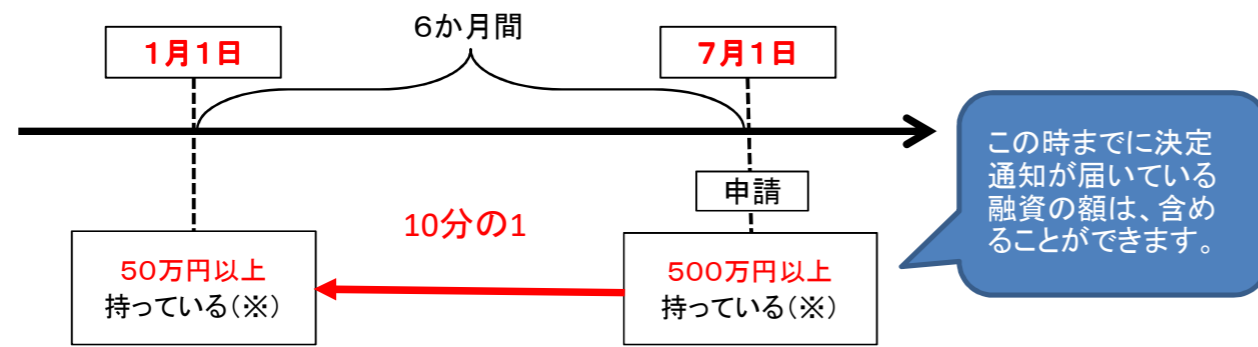 6か月間
1月1日
7月1日
この時までに決定
通知が届いている
融資の額は、含め
ることができます。
申請
10分の1
50万円以上
持っている(※)
500万円以上
持っている(※)